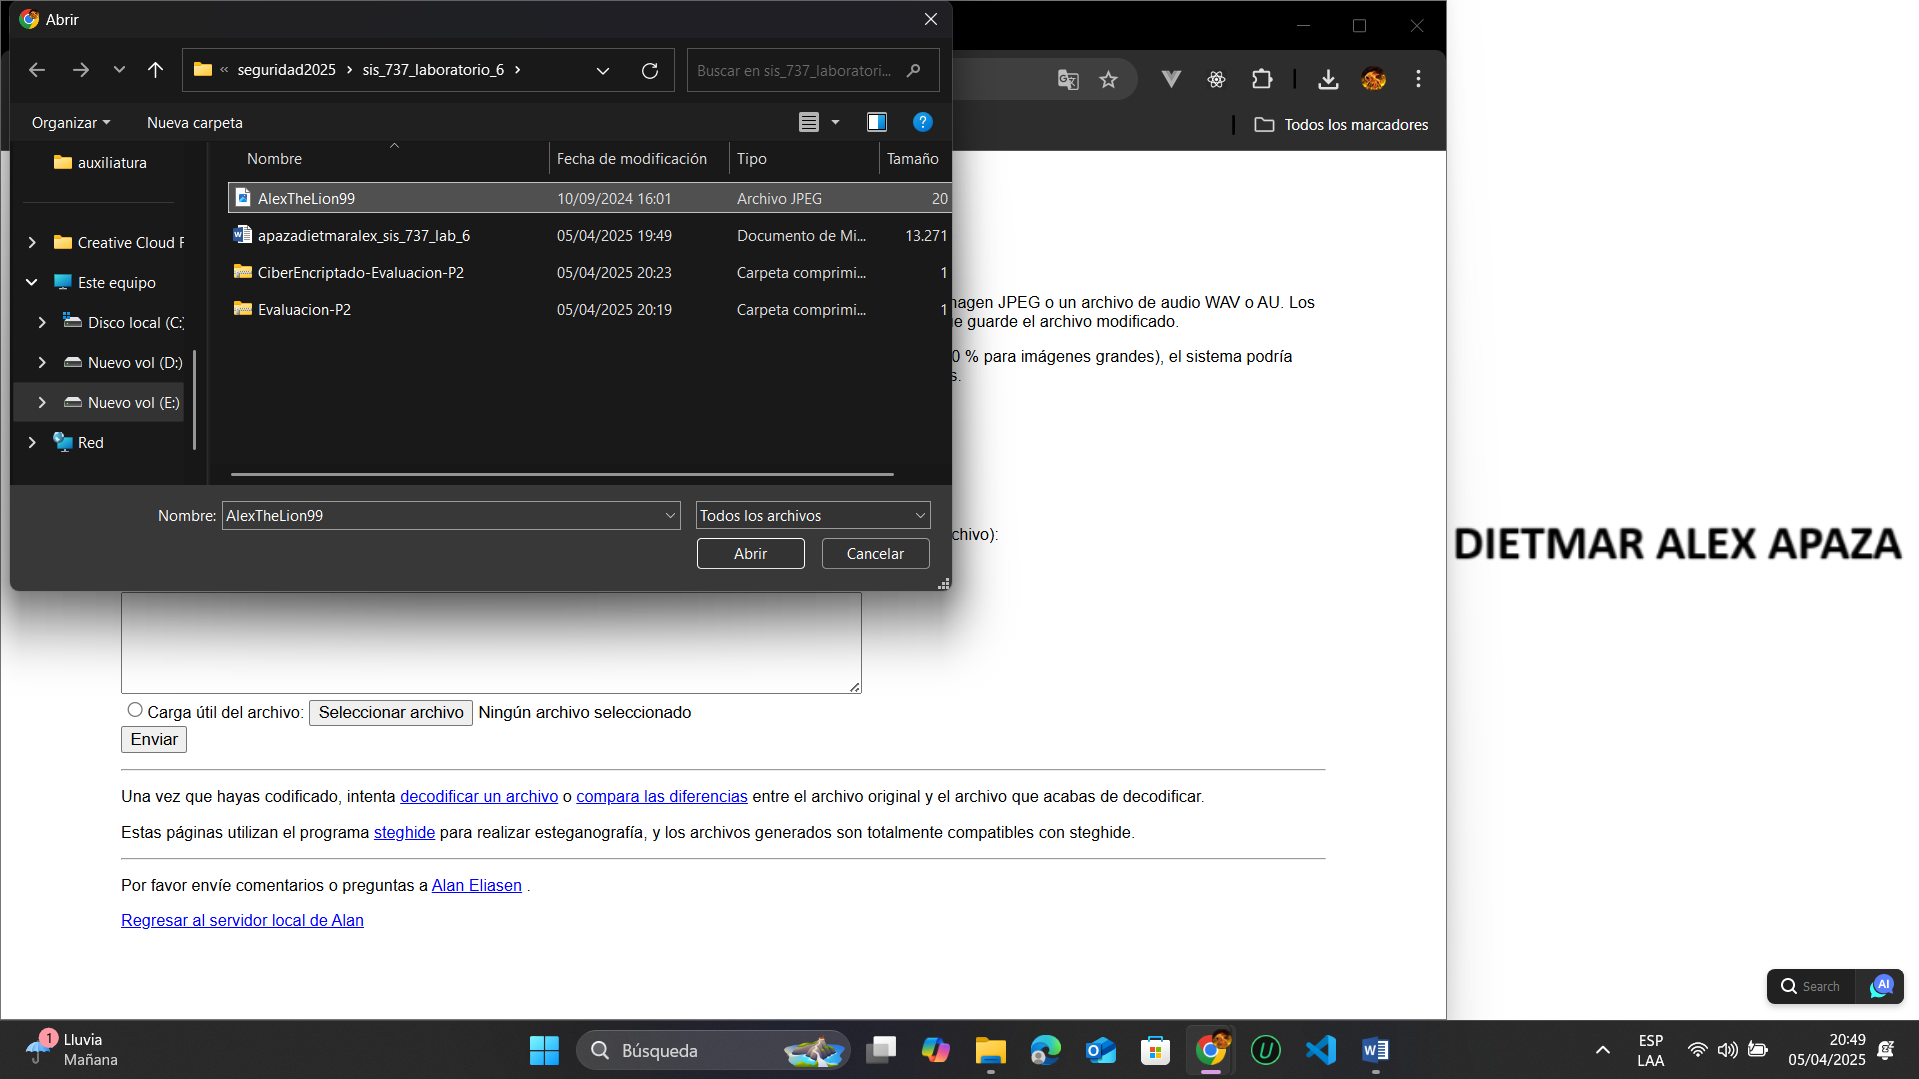 Abrir
seguridad2025 › sis_737_laboratorio_6 ›
Buscar en sis_737_laboratori...
Organizar
Nueva carpeta
Todos los marcadores
auxiliatura
Creative Cloud F
Este equipo
Disco local (C:)
Nuevo vol (D:)
Nuevo vol (E:)
Red
Nombre Fecha de modificación Tipo Tamaño
AlexTheLion99 10/09/2024 16:01 Archivo JPEG 20
apazadietmaralex_sis_737_lab_6 05/04/2025 19:49 Documento de Mi... 13.271
CiberEncriptado-Evaluacion-P2 05/04/2025 20:23 Carpeta comprimi... 1
Evaluacion-P2 05/04/2025 20:19 Carpeta comprimi... 1
Nombre: AlexTheLion99
Todos los archivos
Abrir
Cancelar
magen JPEG o un archivo de audio WAV o AU. Los
e guarde el archivo modificado.
0 % para imágenes grandes), el sistema podría
s.
chivo):
DIETMAR ALEX APAZA
Carga útil del archivo: Seleccionar archivo Ningún archivo seleccionado
Enviar
Una vez que hayas codificado, intenta decodificar un archivo o compara las diferencias entre el archivo original y el archivo que acabas de decodificar.
Estas páginas utilizan el programa steghide para realizar esteganografía, y los archivos generados son totalmente compatibles con steghide.
Por favor envíe comentarios o preguntas a Alan Eliasen .
Regresar al servidor local de Alan
Search
AI
1
Lluvia
Mañana
Búsqueda
ESP
LAA
20:49
05/04/2025